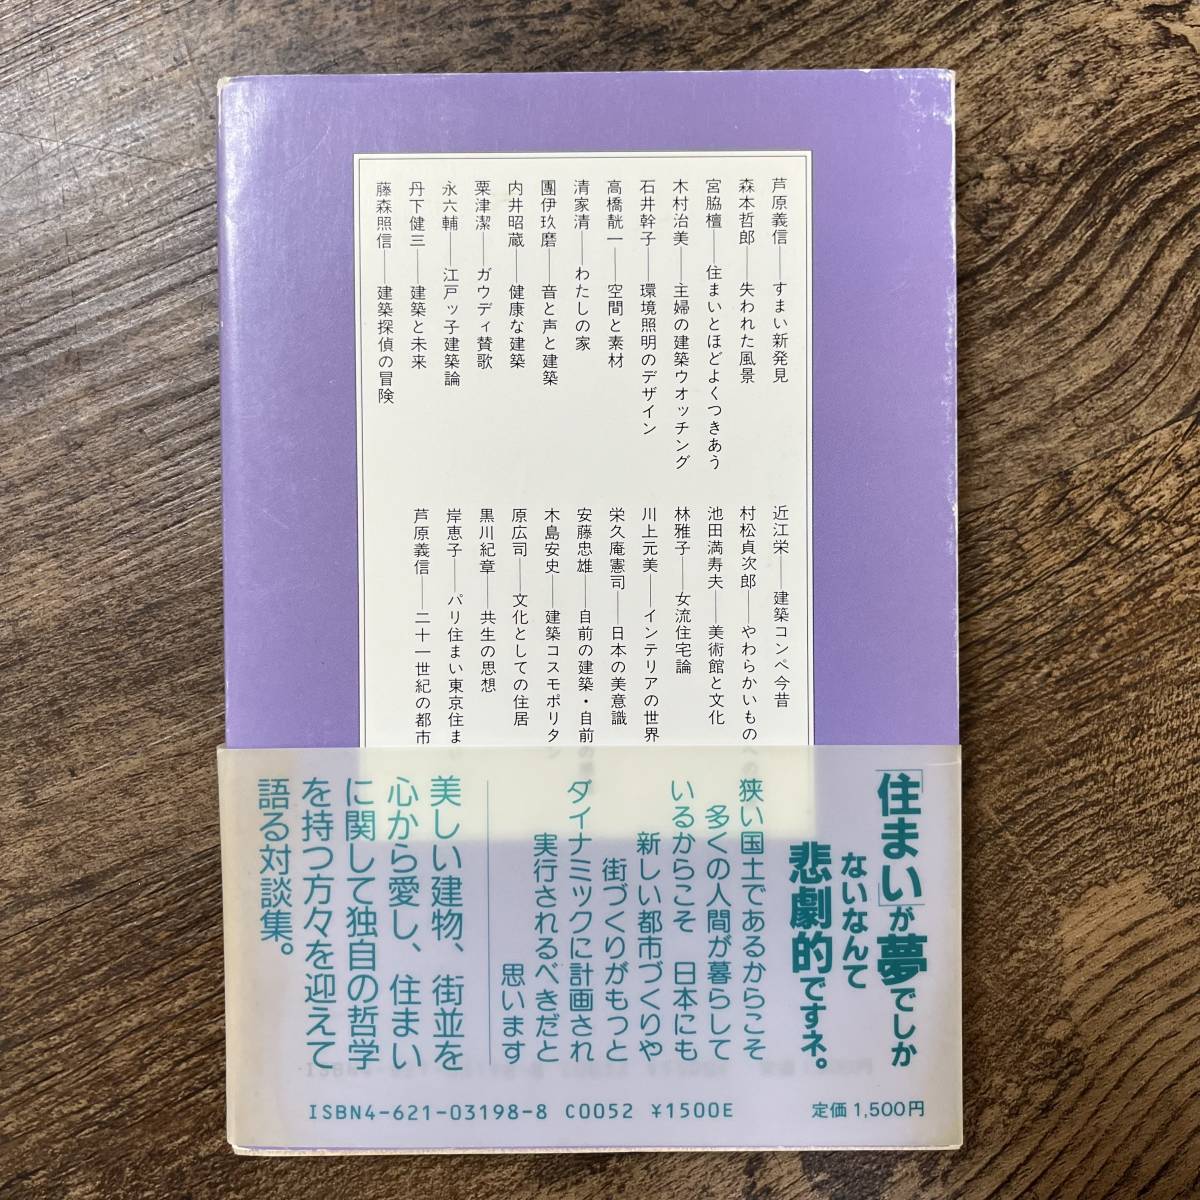 芦原義信――すまい新発見
森本哲郎――失われた風景
宮脇檀――住まいとほどよくつきあう
木村治美――主婦の建築ウオッチング
石井幹子――環境照明のデザイン
高橋靗一――空間と素材
清家清――わたしの家
團伊玖磨――音と声と建築
内井昭蔵――健康な建築
粟津潔――ガウディ賛歌
永六輔――江戸ッ子建築論
丹下健三――建築と未来
藤森照信――建築探偵の冒険
近江栄――建築コンペ今昔
村松貞次郎――やわらかいものへの
池田満寿夫――美術館と文化
林雅子――女流住宅論
川上元美――インテリアの世界
栄久庵憲司――日本の美意識
安藤忠雄――自前の建築・自前の
木島安史――建築コスモポリタン
原広司――文化としての住居
黒川紀章――共生の思想
岸恵子――パリ住まい東京住ま
芦原義信――二十一世紀の都市
「住まい」が夢でしか
ないなんて
悲劇的ですネ。
狭い国土であるからこそ
多くの人間が暮らして
いるからこそ 日本にも
新しい都市づくりや
街づくりがもっと
ダイナミックに計画され
実行されるべきだと
思います
美しい建物、街並を
心から愛し、住まい
に関して独自の哲学
を持つ方々を迎えて
語る対談集。
ISBN4-621-03198-8 C0052 ¥1500E
定価1,500円